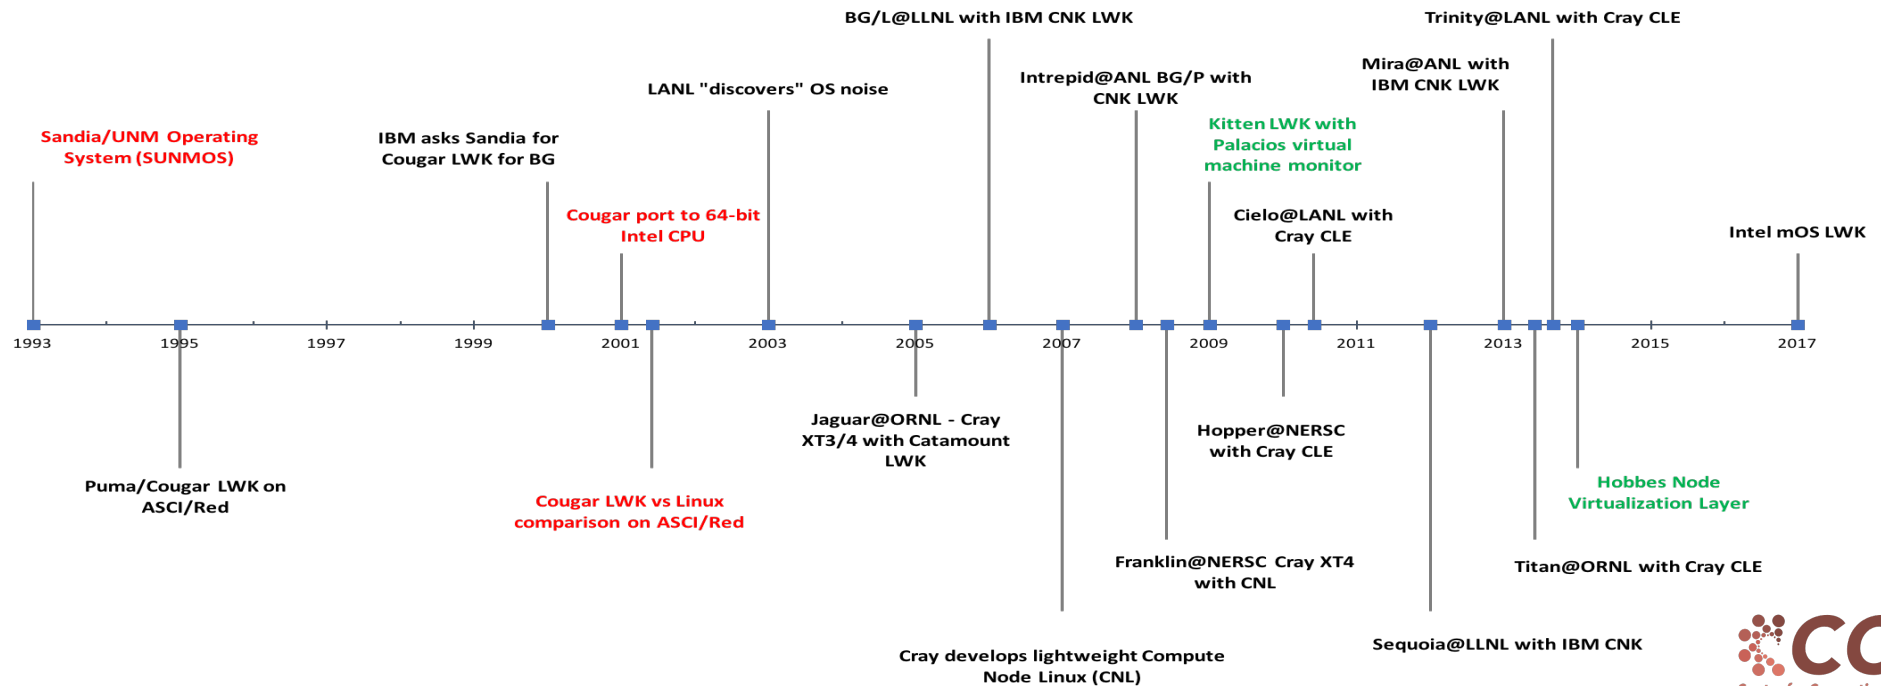 BG/L@LLNL with IBM CNK LWK
Trinity@LANL with Cray CLE
Mira@ANL with
IBM CNK LWK
Intrepid@ANL BG/P with
CNK LWK
LANL "discovers" OS noise
Kitten LWK with
Palacios virtual
machine monitor
Sandia/UNM Operating
System (SUNMOS)
IBM asks Sandia for
Cougar LWK for BG
Cougar port to 64-bit
Intel CPU
Cielo@LANL with
Cray CLE
Intel mOS LWK
1993 1995 1997 1999 2001 2003 2005 2007 2009 2011 2013 2015 2017
Jaguar@ORNL - Cray
XT3/4 with Catamount
LWK
Hopper@NERSC
with Cray CLE
Puma/Cougar LWK on
ASCI/Red
Cougar LWK vs Linux
comparison on ASCI/Red
Hobbes Node
Virtualization Layer
Franklin@NERSC Cray XT4
with CNL
Titan@ORNL with Cray CLE
Sequoia@LLNL with IBM CNK
Cray develops lightweight Compute
Node Linux (CNL)
CC